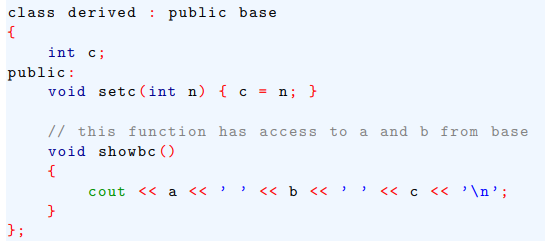 class derived : public base
{
    int c;
public:
    void setc(int n) { c = n; }

    // this function has access to a and b from base
    void showbc()
    {
        cout << a << ’ ’ << b << ’ ’ << c << ’\n’;
    }
};